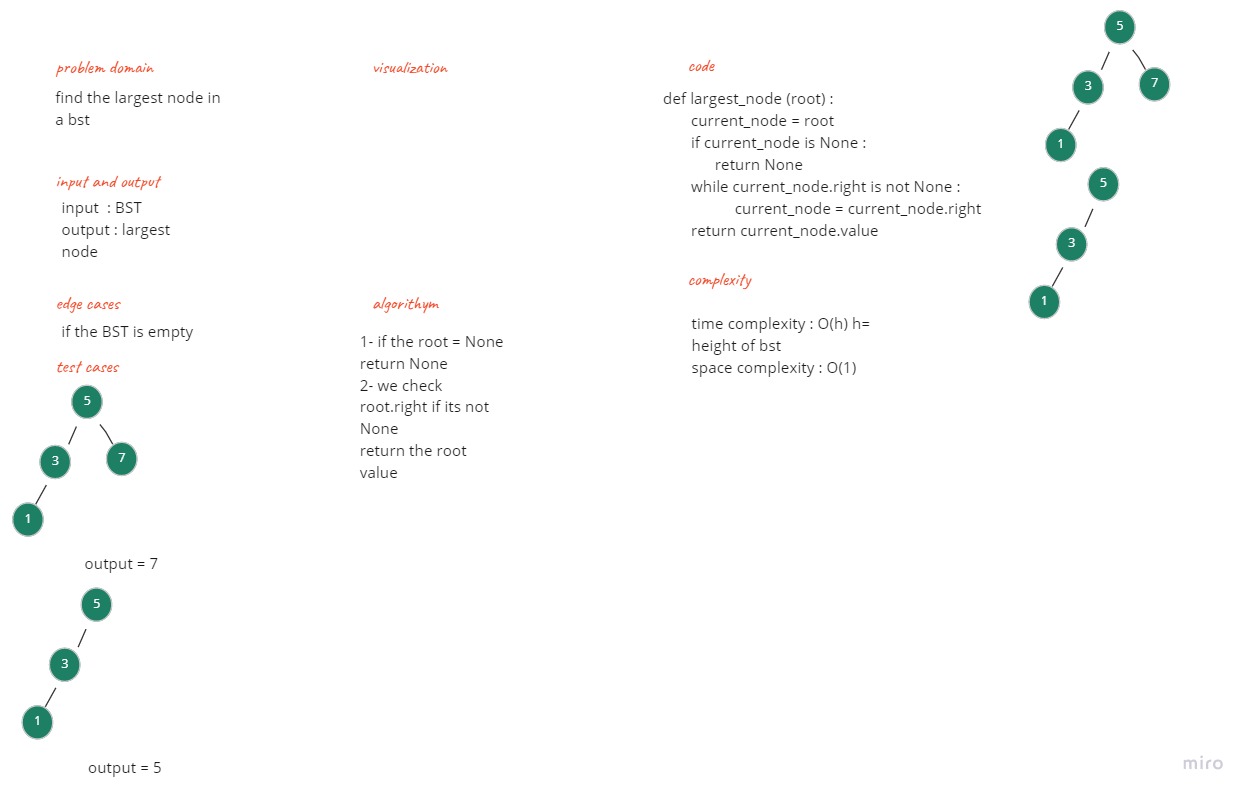 problem domain
find the largest node in
a bst
input and output
input  : BST
output : largest
node
edge cases
if the BST is empty
test cases
5
3
7
1
output = 7
5
3
1
output = 5
visualization
algorithym
1- if the root = None
return None
2- we check
root.right if its not
None
return the root
value
code
def largest_node (root) :
current_node = root
if current_node is None :
return None
while current_node.right is not None :
current_node = current_node.right
return current_node.value
complexity
time complexity : O(h) h=
height of bst
space complexity : O(1)
5
3
7
1
5
3
1
miro